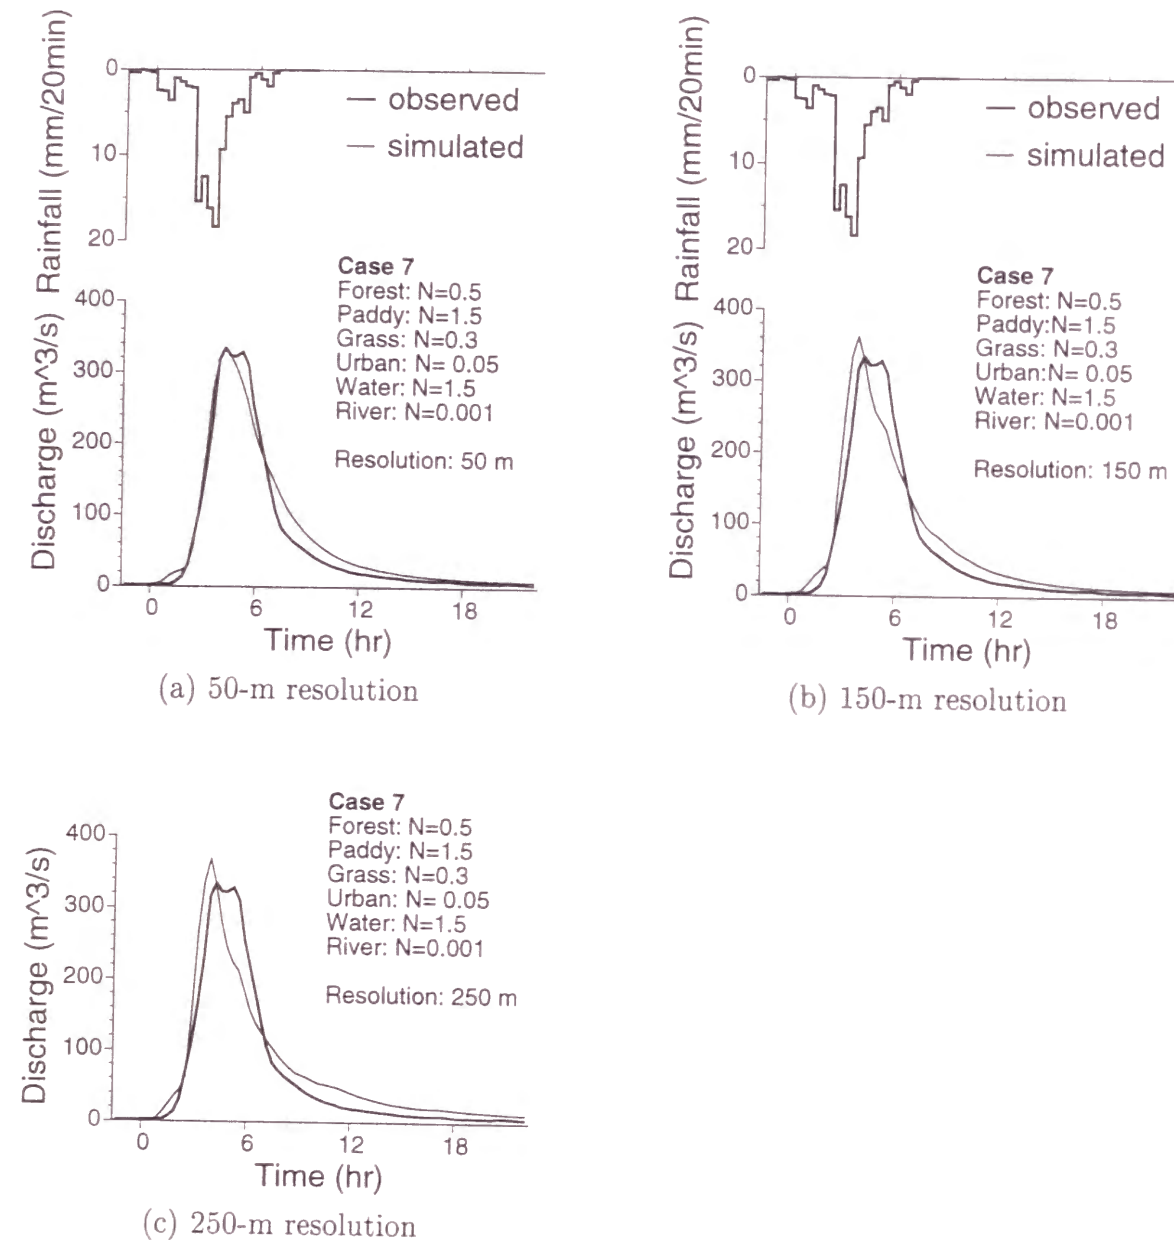 0
10
20
Rainfall (mm/20min)
observed
simulated
Case 7
Forest: N=0.5
Paddy: N=1.5
Grass: N=0.3
Urban: N= 0.05
Water: N=1.5
River: N=0.001
Resolution: 50 m
400
300
200
100
0
Discharge (m^3/s)
0 6 12 18
Time (hr)
(a) 50-m resolution
0
10
20
Rainfall (mm/20min)
observed
simulated
Case 7
Forest: N=0.5
Paddy:N=1.5
Grass: N=0.3
Urban:N= 0.05
Water: N=1.5
River: N=0.001
Resolution: 150 m
400
300
200
100
0
Discharge (m^3/s)
0 6 12 18
Time (hr)
(b) 150-m resolution
Case 7
Forest: N=0.5
Paddy: N=1.5
Grass: N=0.3
Urban: N= 0.05
Water: N=1.5
River: N=0.001
Resolution: 250 m
400
300
200
100
0
Discharge (m^3/s)
0 6 12 18
Time (hr)
(c) 250-m resolution